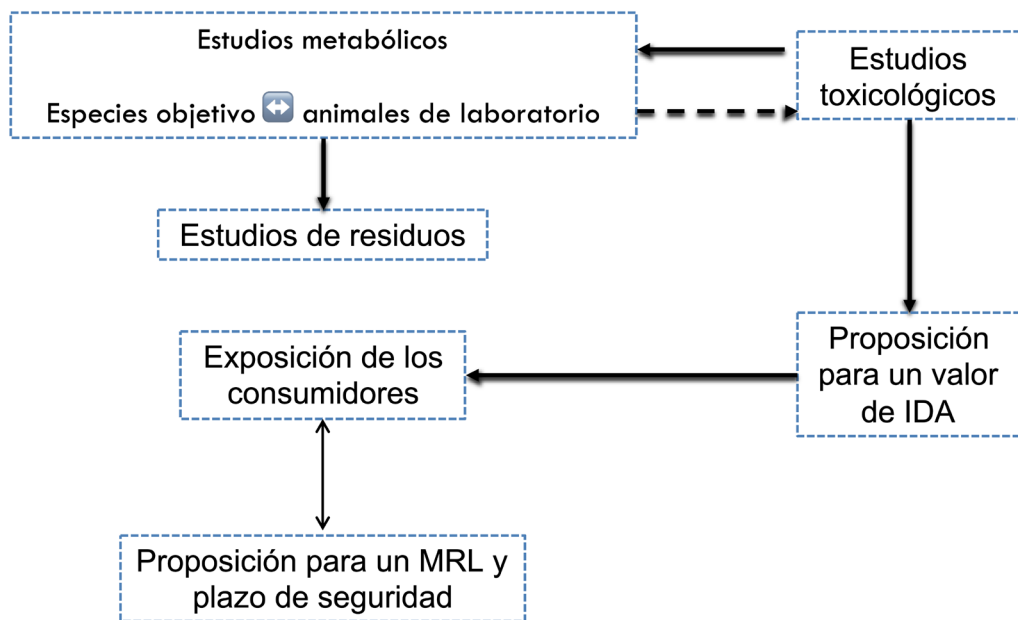 Estudios metabólicos
Especies objetivo ↔️ animales de laboratorio
Estudios
toxicológicos
Estudios de residuos
Exposición de los
consumidores
Proposición
para un valor
de IDA
Proposición para un MRL y
plazo de seguridad